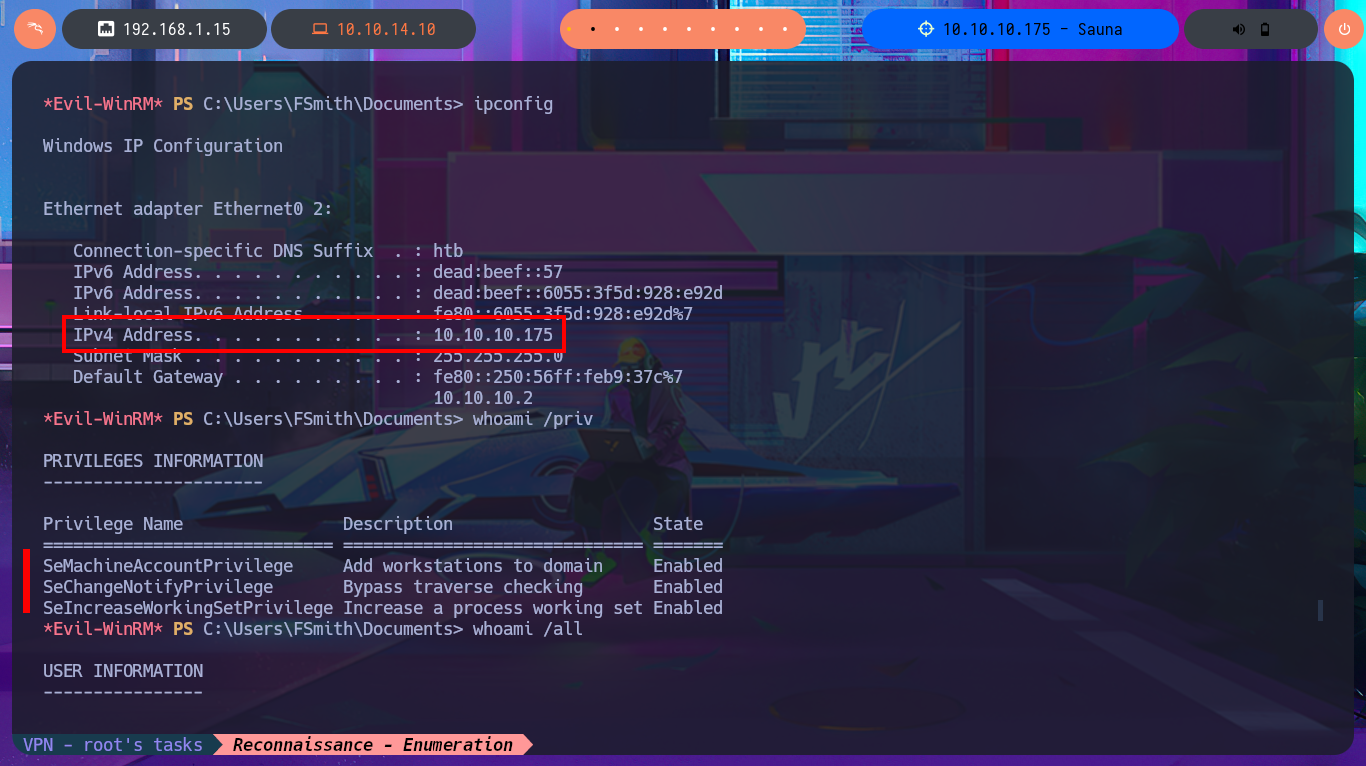 192.168.1.15 10.10.14.10 10.10.10.175 - Sauna
*Evil-WinRM* PS C:\Users\FSmith\Documents> ipconfig
Windows IP Configuration
Ethernet adapter Ethernet0 2:
Connection-specific DNS Suffix  . : htb
IPv6 Address. . . . . . . . . . . : dead:beef::57
IPv6 Address. . . . . . . . . . . : dead:beef::6055:3f5d:928:e92d
Link-local IPv6 Address . . . . . : fe80::6055:3f5d:928:e92d%7
IPv4 Address. . . . . . . . . . . : 10.10.10.175
Subnet Mask . . . . . . . . . . . : 255.255.255.0
Default Gateway . . . . . . . . . : fe80::250:56ff:feb9:37c%7
10.10.10.2
*Evil-WinRM* PS C:\Users\FSmith\Documents> whoami /priv
PRIVILEGES INFORMATION
----------------------
Privilege Name                Description                    State
============================= ============================== =======
SeMachineAccountPrivilege     Add workstations to domain     Enabled
SeChangeNotifyPrivilege       Bypass traverse checking       Enabled
SeIncreaseWorkingSetPrivilege Increase a process working set Enabled
*Evil-WinRM* PS C:\Users\FSmith\Documents> whoami /all
USER INFORMATION
----------------
VPN - root's tasks Reconnaissance - Enumeration